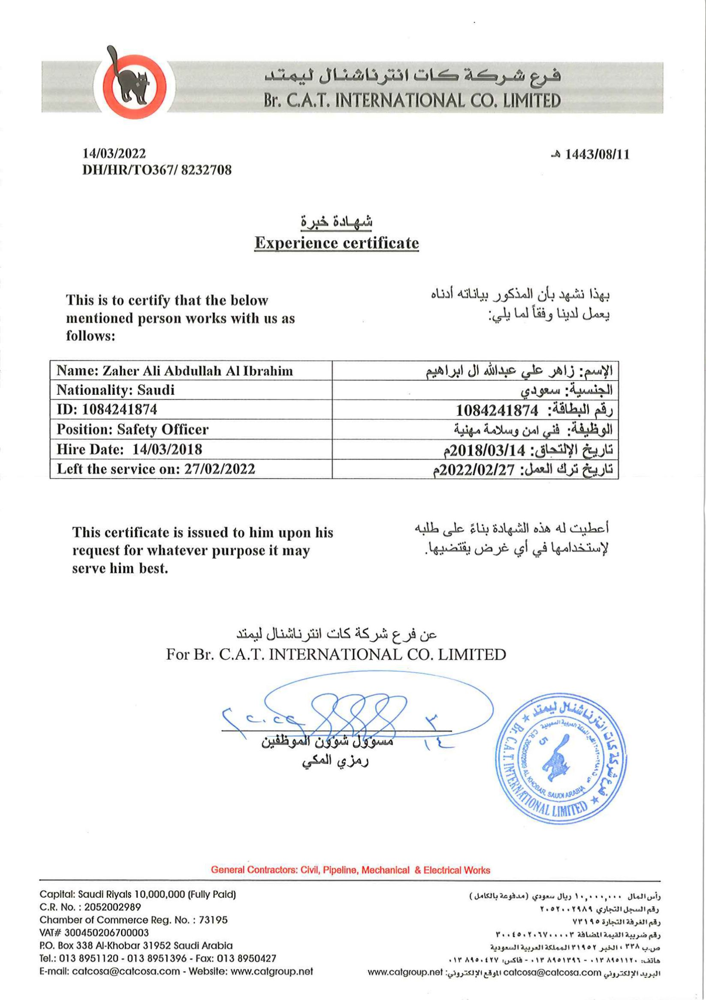 فرع شركة كات انترناشنال ليمتد
Br. C.A.T. INTERNATIONAL CO. LIMITED
14/03/2022
1443/08/11 هـ
DH/HR/TO367/ 8232708
شهادة خبرة
Experience certificate
This is to certify that the below
mentioned person works with us as
follows:
بهذا نشهد بأن المذكور بياناته أدناه
يعمل لدينا وفقاً لما يلي:
Name: Zaher Ali Abdullah Al Ibrahim
الإسم: زاهر علي عبدالله ال ابراهيم
Nationality: Saudi
الجنسية: سعودي
ID: 1084241874
رقم البطاقة: 1084241874
Position: Safety Officer
الوظيفة: فني امن وسلامة مهنية
Hire Date: 14/03/2018
تاريخ الإلتحاق: 2018/03/14م
Left the service on: 27/02/2022
تاريخ ترك العمل: 2022/02/27م
This certificate is issued to him upon his
request for whatever purpose it may
serve him best.
أعطيت له هذه الشهادة بناءً على طلبه
لإستخدامها في أي غرض يقتضيها.
عن فرع شركة كات انترناشنال ليمتد
For Br. C.A.T. INTERNATIONAL CO. LIMITED
مسؤول شؤون الموظفين
رمزي المكي
فرع شركة كات انترناشنال ليمتد
Br. C.A.T. INTERNATIONAL LIMITED
C.R. 2052002989 AL KHOBAR, SAUDI ARABIA
5
General Contractors: Civil, Pipeline, Mechanical & Electrical Works
Capital: Saudi Riyals 10,000,000 (Fully Paid)
C.R. No. : 2052002989
Chamber of Commerce Reg. No. : 73195
VAT# 300450206700003
P.O. Box 338 Al-Khobar 31952 Saudi Arabia
Tel.: 013 8951120 - 013 8951396 - Fax: 013 8950427
E-mail: catcosa@catcosa.com - Website: www.catgroup.net
رأس المال ١٠,٠٠٠,٠٠٠ ريال سعودي (مدفوعة بالكامل )
رقم السجل التجاري ٢٠٥٢٠٠٢٩٨٩
رقم الغرفة التجارة ٧٣١٩٥
رقم ضريبة القيمة المضافة ٣٠٠٤٥٠٢٠٦٧٠٠٠٠٣
ص.ب ٣٣٨ ، الخبر ٣١٩٥٢ المملكة العربية السعودية
هاتف: ٨٩٥١١٢٠ ٠١٣ - ٨٩٥١٣٩٦ ٠١٣ - فاكس: ٨٩٥٠٤٢٧ ٠١٣
البريد الإلكتروني catcosa@catcosa.com الموقع الإلكتروني: www.catgroup.net